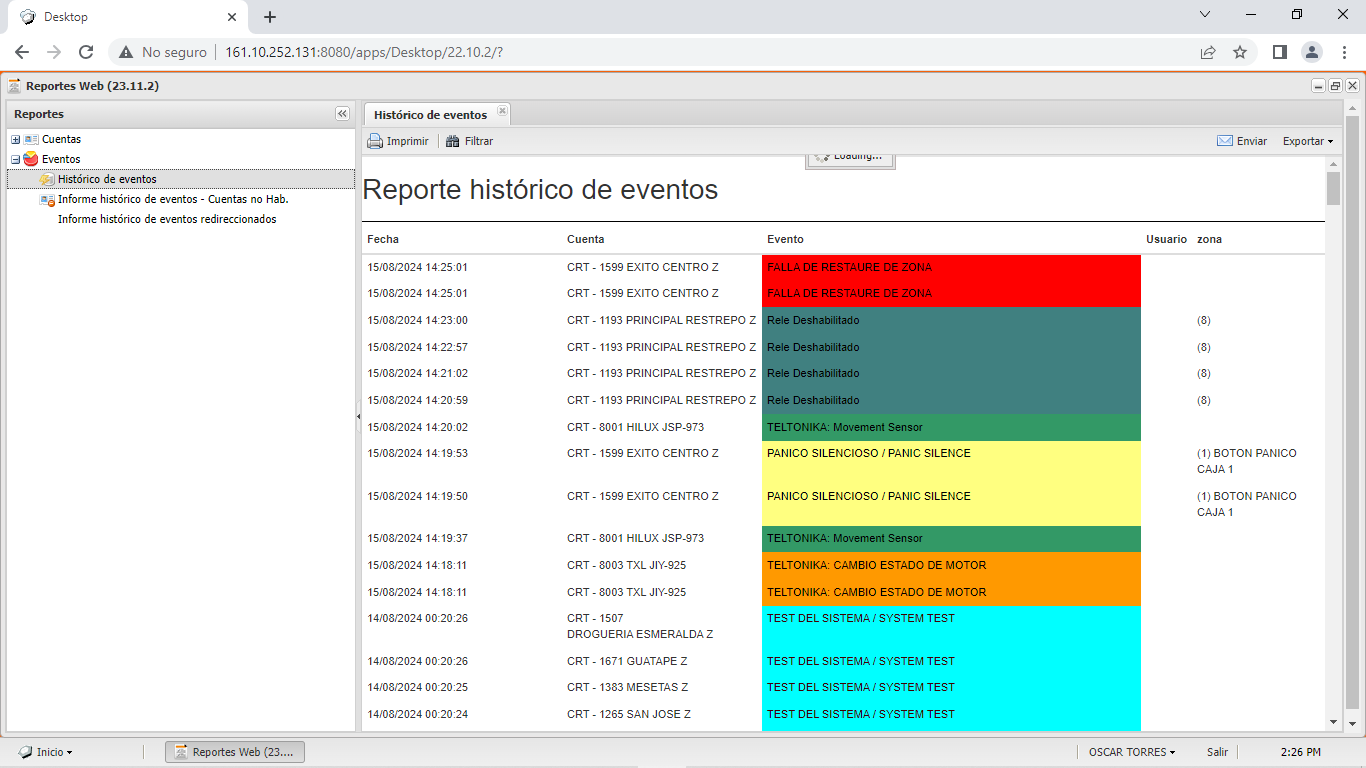 Desktop
No seguro
161.10.252.131:8080/apps/Desktop/22.10.2/?
Reportes Web (23.11.2)
Reportes
Cuentas
Eventos
Histórico de eventos
Informe histórico de eventos - Cuentas no Hab.
Informe histórico de eventos redireccionados
Histórico de eventos
Imprimir Filtrar Enviar Exportar
Loading...
Reporte histórico de eventos
Fecha Cuenta Evento Usuario zona
15/08/2024 14:25:01 CRT - 1599 EXITO CENTRO Z FALLA DE RESTAURE DE ZONA
15/08/2024 14:25:01 CRT - 1599 EXITO CENTRO Z FALLA DE RESTAURE DE ZONA
15/08/2024 14:23:00 CRT - 1193 PRINCIPAL RESTREPO Z Rele Deshabilitado (8)
15/08/2024 14:22:57 CRT - 1193 PRINCIPAL RESTREPO Z Rele Deshabilitado (8)
15/08/2024 14:21:02 CRT - 1193 PRINCIPAL RESTREPO Z Rele Deshabilitado (8)
15/08/2024 14:20:59 CRT - 1193 PRINCIPAL RESTREPO Z Rele Deshabilitado (8)
15/08/2024 14:20:02 CRT - 8001 HILUX JSP-973 TELTONIKA: Movement Sensor
15/08/2024 14:19:53 CRT - 1599 EXITO CENTRO Z PANICO SILENCIOSO / PANIC SILENCE (1) BOTON PANICO
CAJA 1
15/08/2024 14:19:50 CRT - 1599 EXITO CENTRO Z PANICO SILENCIOSO / PANIC SILENCE (1) BOTON PANICO
CAJA 1
15/08/2024 14:19:37 CRT - 8001 HILUX JSP-973 TELTONIKA: Movement Sensor
15/08/2024 14:18:11 CRT - 8003 TXL JIY-925 TELTONIKA: CAMBIO ESTADO DE MOTOR
15/08/2024 14:18:11 CRT - 8003 TXL JIY-925 TELTONIKA: CAMBIO ESTADO DE MOTOR
14/08/2024 00:20:26 CRT - 1507 TEST DEL SISTEMA / SYSTEM TEST
DROGUERIA ESMERALDA Z
14/08/2024 00:20:26 CRT - 1671 GUATAPE Z TEST DEL SISTEMA / SYSTEM TEST
14/08/2024 00:20:25 CRT - 1383 MESETAS Z TEST DEL SISTEMA / SYSTEM TEST
14/08/2024 00:20:24 CRT - 1265 SAN JOSE Z TEST DEL SISTEMA / SYSTEM TEST
Inicio Reportes Web (23.... OSCAR TORRES Salir 2:26 PM